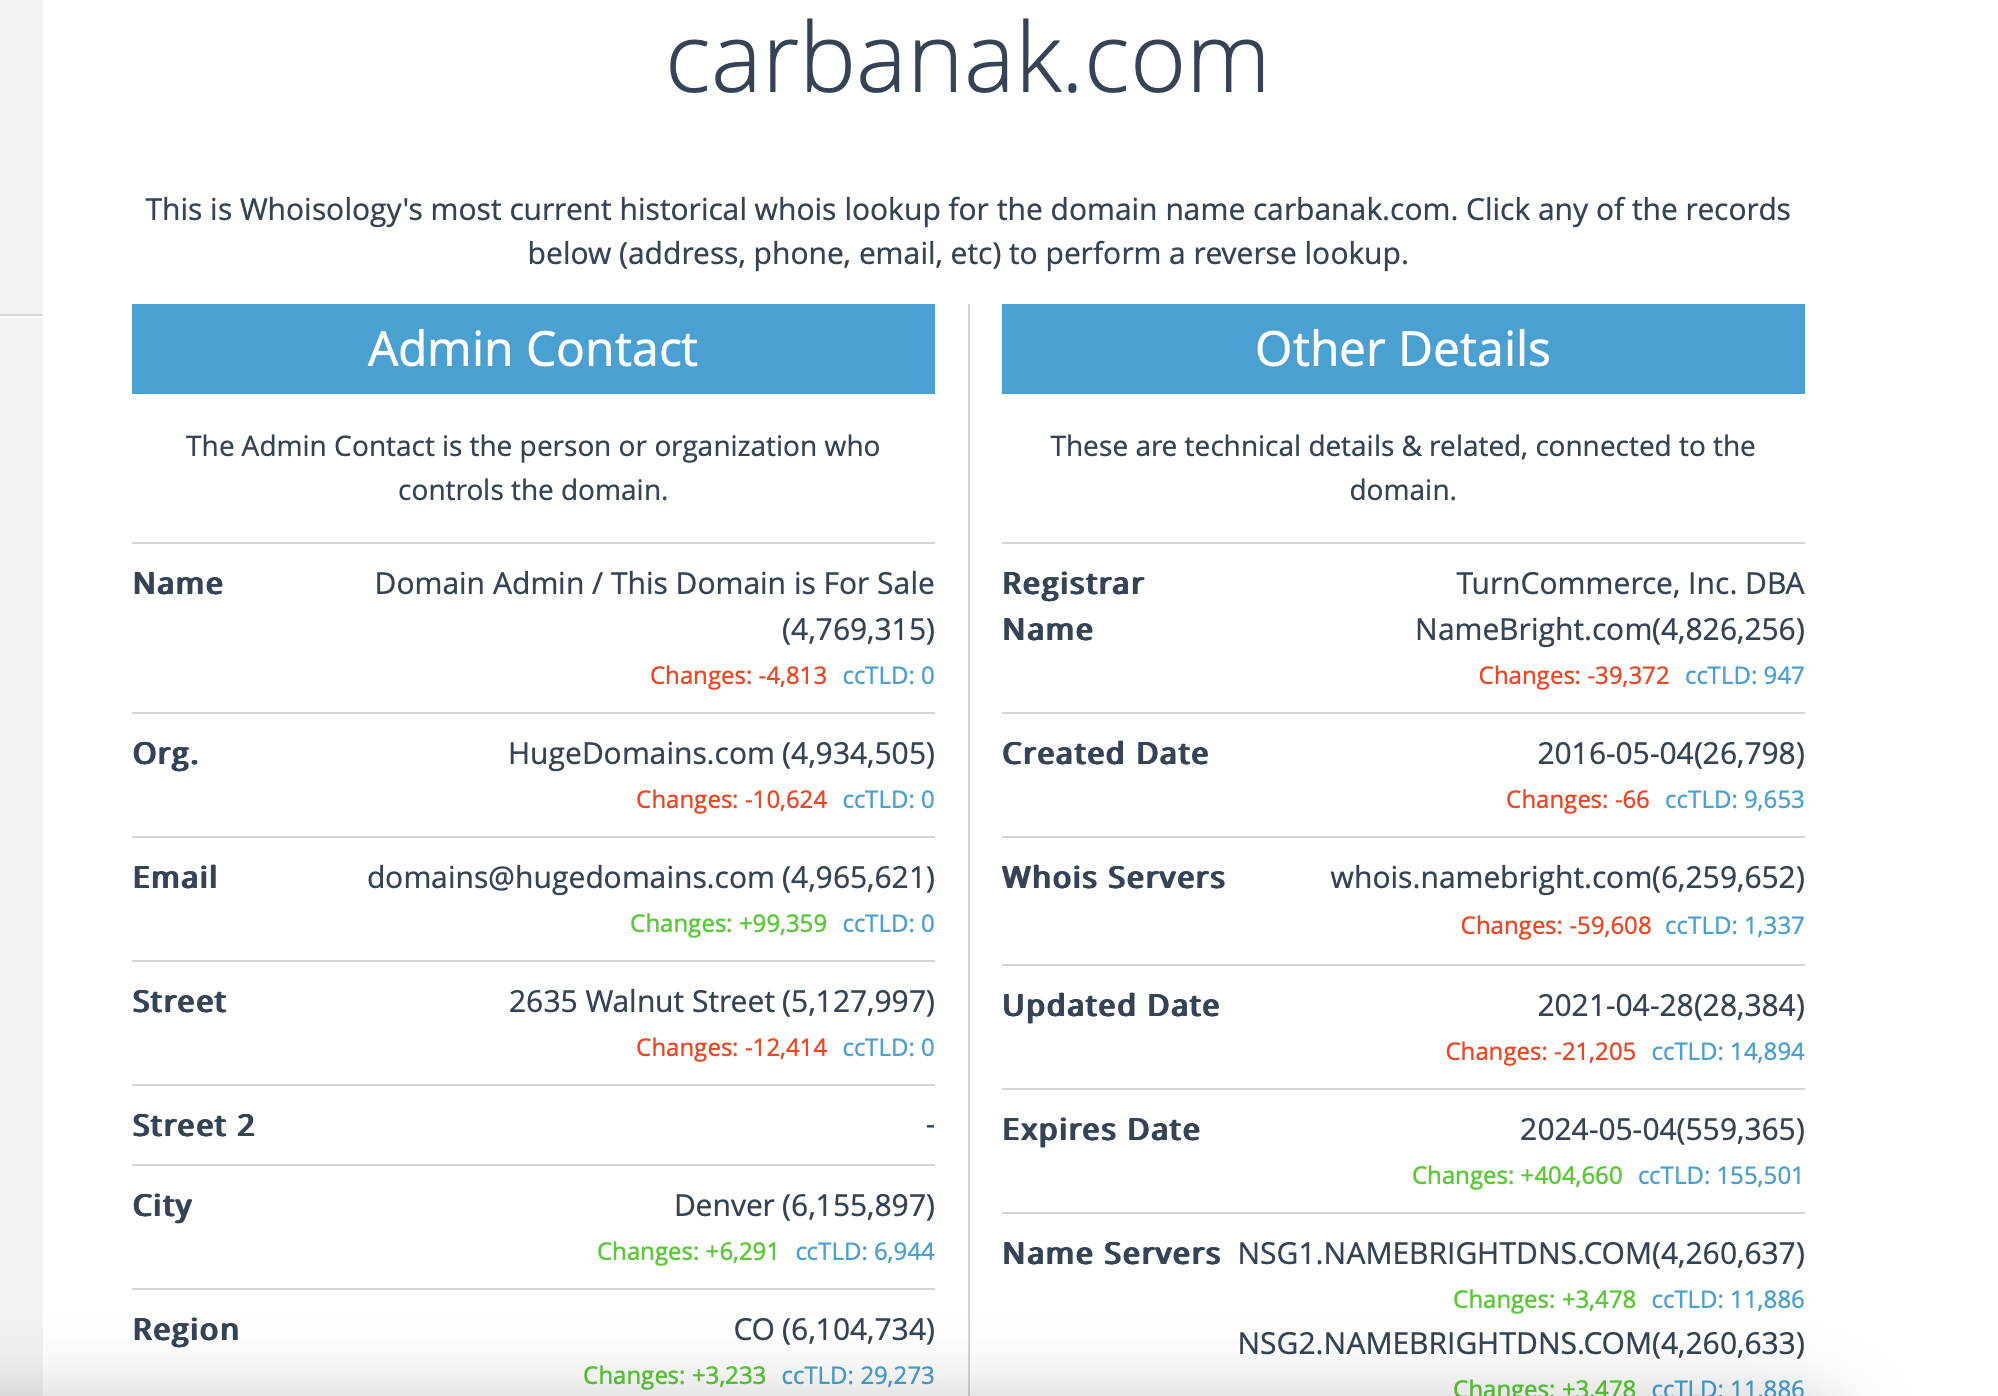 carbanak.com
This is Whoisology's most current historical whois lookup for the domain name carbanak.com. Click any of the records
below (address, phone, email, etc) to perform a reverse lookup.
Admin Contact
The Admin Contact is the person or organization who
controls the domain.
Name Domain Admin / This Domain is For Sale
(4,769,315)
Changes: -4,813 ccTLD: 0
Org. HugeDomains.com (4,934,505)
Changes: -10,624 ccTLD: 0
Email domains@hugedomains.com (4,965,621)
Changes: +99,359 ccTLD: 0
Street 2635 Walnut Street (5,127,997)
Changes: -12,414 ccTLD: 0
Street 2 -
City Denver (6,155,897)
Changes: +6,291 ccTLD: 6,944
Region CO (6,104,734)
Changes: +3,233 ccTLD: 29,273
Other Details
These are technical details & related, connected to the
domain.
Registrar TurnCommerce, Inc. DBA
Name NameBright.com(4,826,256)
Changes: -39,372 ccTLD: 947
Created Date 2016-05-04(26,798)
Changes: -66 ccTLD: 9,653
Whois Servers whois.namebright.com(6,259,652)
Changes: -59,608 ccTLD: 1,337
Updated Date 2021-04-28(28,384)
Changes: -21,205 ccTLD: 14,894
Expires Date 2024-05-04(559,365)
Changes: +404,660 ccTLD: 155,501
Name Servers NSG1.NAMEBRIGHTDNS.COM(4,260,637)
Changes: +3,478 ccTLD: 11,886
NSG2.NAMEBRIGHTDNS.COM(4,260,633)
Changes: +3,478 ccTLD: 11,886